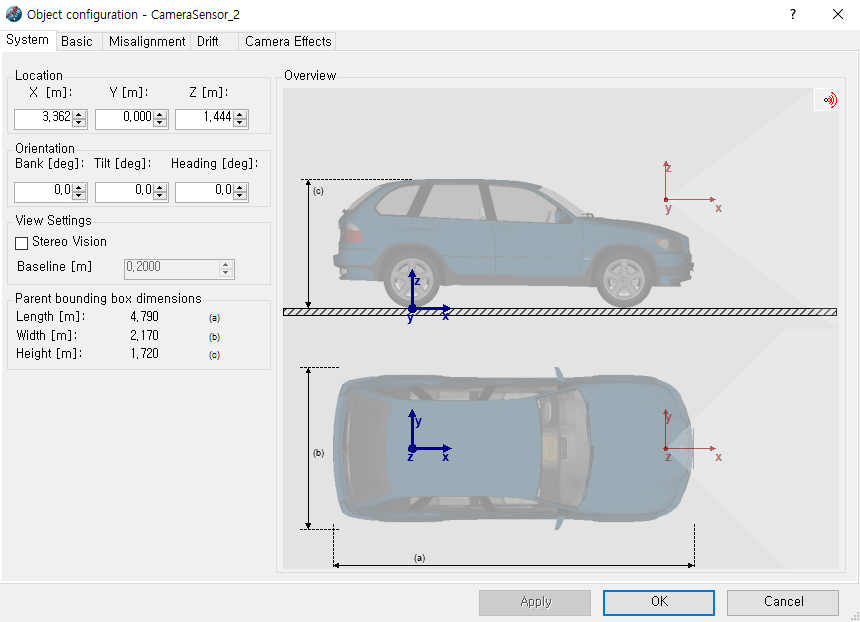 Object configuration - CameraSensor_2
System Basic Misalignment Drift Camera Effects
Location
X [m]: Y [m]: Z [m]:
3,362 0,000 1,444
Orientation
Bank [deg]: Tilt [deg]: Heading [deg]:
0,0 0,0 0,0
View Settings
Stereo Vision
Baseline [m] 0,2000
Parent bounding box dimensions
Length [m]: 4,790 (a)
Width [m]: 2,170 (b)
Height [m]: 1,720 (c)
Overview
(c)
z
y x
z
y x
(b)
y
z x
y
z x
(a)
Apply OK Cancel